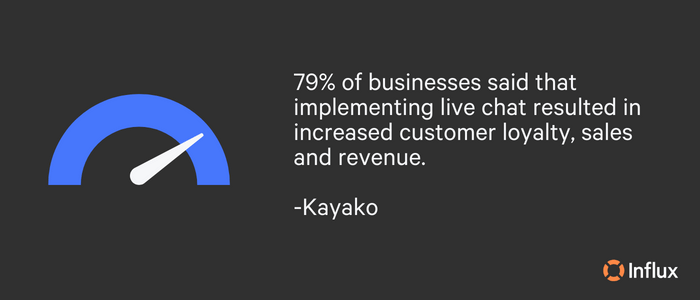 79% of businesses said that
implementing live chat resulted in
increased customer loyalty, sales
and revenue.
-Kayako
Influx